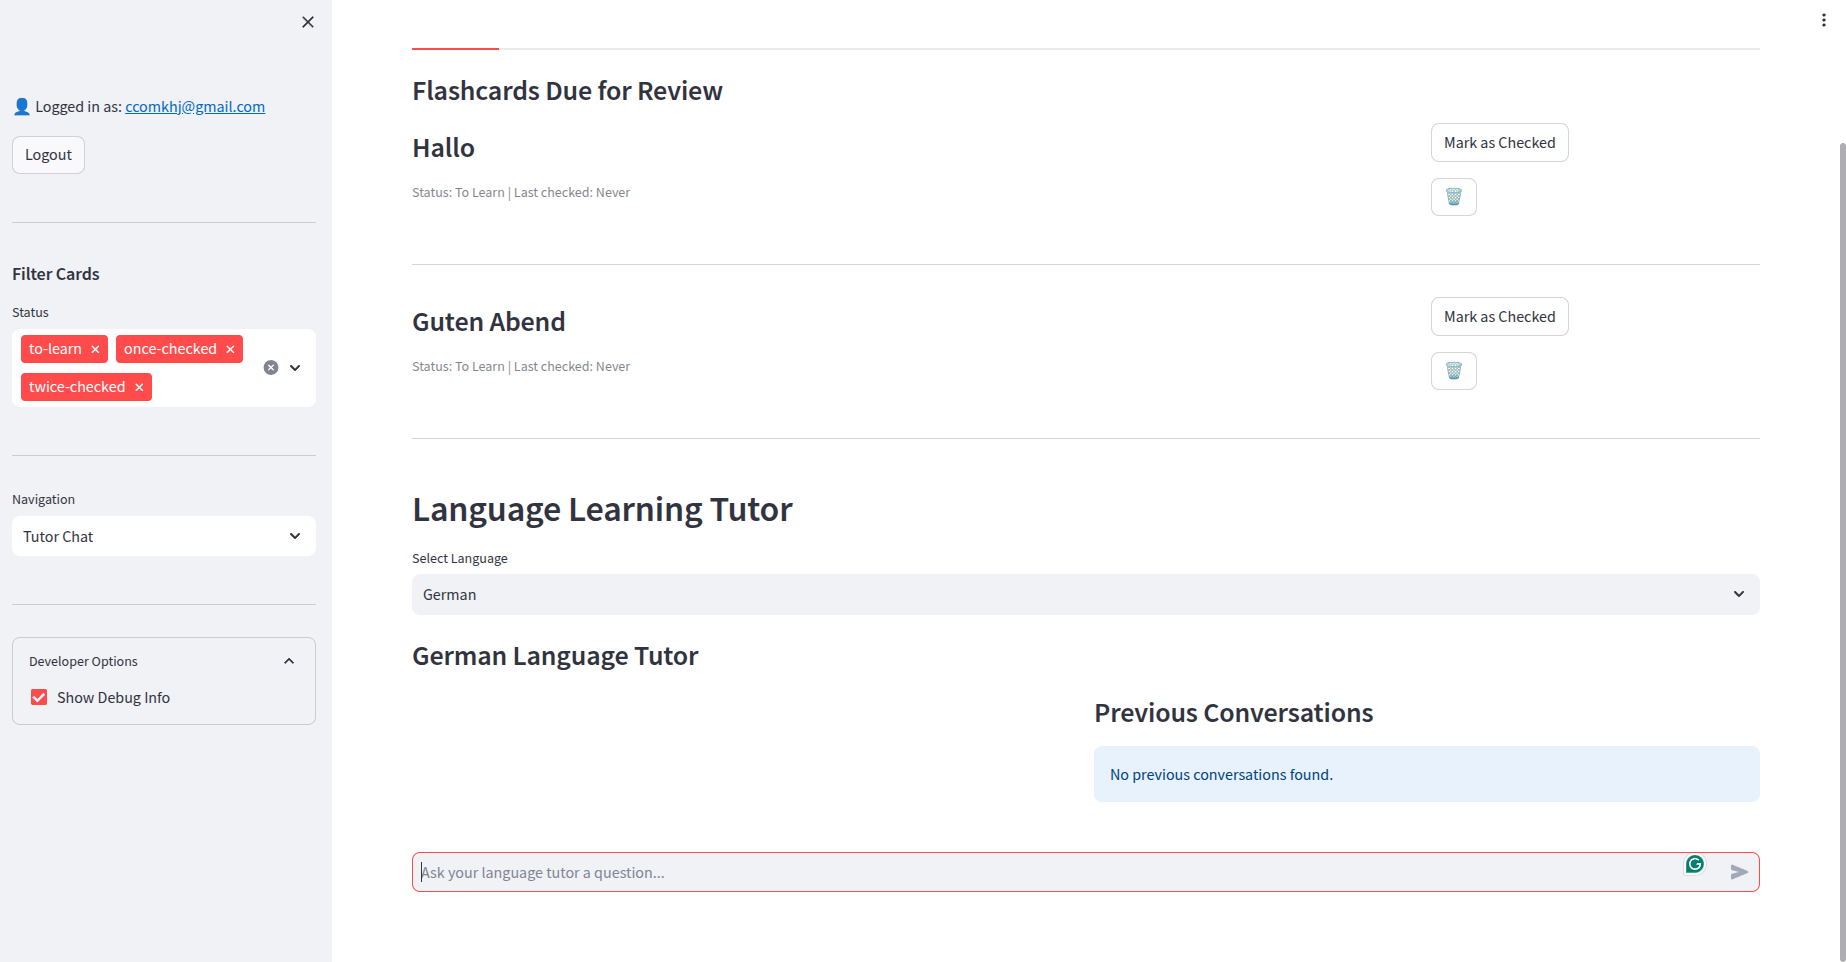 👤 Logged in as: ccomkhj@gmail.com
Logout
Filter Cards
Status
to-learn
once-checked
twice-checked
Navigation
Tutor Chat
Developer Options
Show Debug Info
Flashcards Due for Review
Hallo
Mark as Checked
Status: To Learn | Last checked: Never
Guten Abend
Mark as Checked
Status: To Learn | Last checked: Never
Language Learning Tutor
Select Language
German
German Language Tutor
Previous Conversations
No previous conversations found.
Ask your language tutor a question...